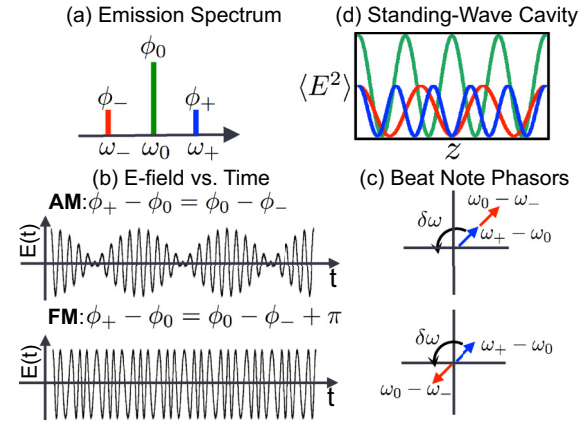 (a) Emission Spectrum
ϕ₀
ϕ₋
ϕ₊
ω₋
ω₀
ω₊
(d) Standing-Wave Cavity
⟨E²⟩
z
(b) E-field vs. Time
AM:ϕ₊ − ϕ₀ = ϕ₀ − ϕ₋
E(t)
t
FM:ϕ₊ − ϕ₀ = ϕ₀ − ϕ₋ + π
E(t)
t
(c) Beat Note Phasors
ω₀ − ω₋
δω
ω₊ − ω₀
δω
ω₊ − ω₀
ω₀ − ω₋